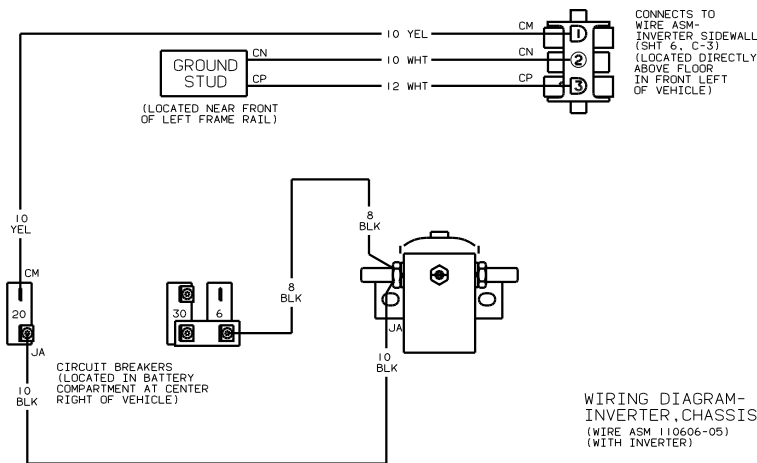 10 YEL
CM
1
CONNECTS TO
WIRE ASM-
INVERTER SIDEWALL
(SHT 6, C-3)
(LOCATED DIRECTLY
ABOVE FLOOR
IN FRONT LEFT
OF VEHICLE)
GROUND
STUD
CN
10 WHT
CN
2
CP
12 WHT
CP
3
(LOCATED NEAR FRONT
OF LEFT FRAME RAIL)
10
YEL
8
BLK
CM
20
JA
30
6
8
BLK
JA
CIRCUIT BREAKERS
(LOCATED IN BATTERY
COMPARTMENT AT CENTER
RIGHT OF VEHICLE)
10
BLK
10
BLK
WIRING DIAGRAM-
INVERTER,CHASSIS
(WIRE ASM 110606-05)
(WITH INVERTER)